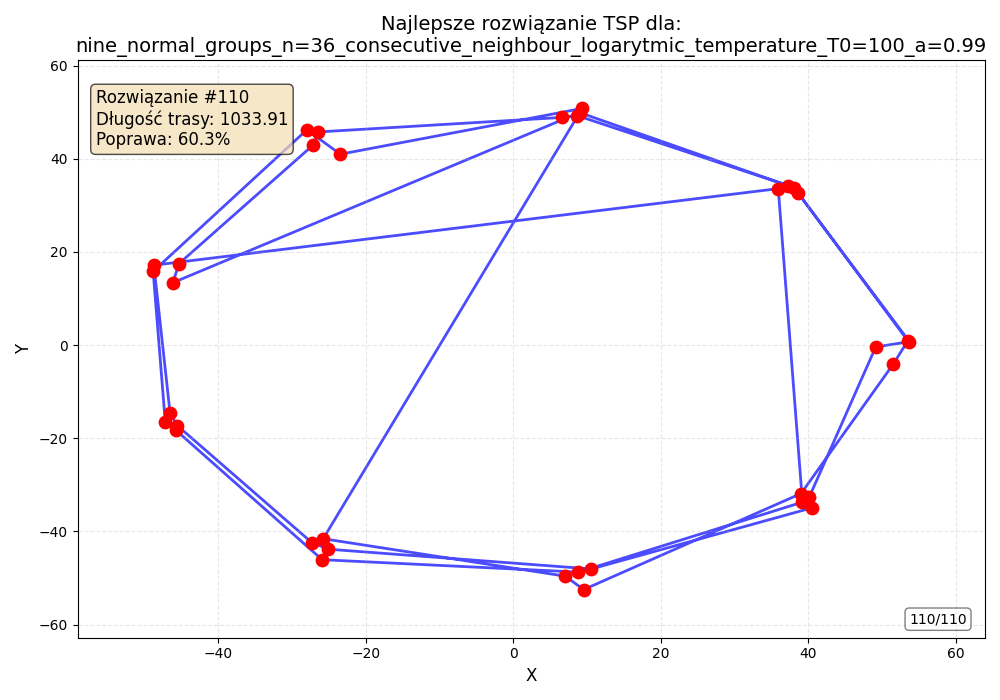 Najlepsze rozwiązanie TSP dla:
nine_normal_groups_n=36_consecutive_neighbour_logarytmic_temperature_T0=100_a=0.99
Rozwiązanie #110
Długość trasy: 1033.91
Poprawa: 60.3%
60
40
20
0
−20
−40
−60
Y
110/110
−40
−20
0
20
40
60
X